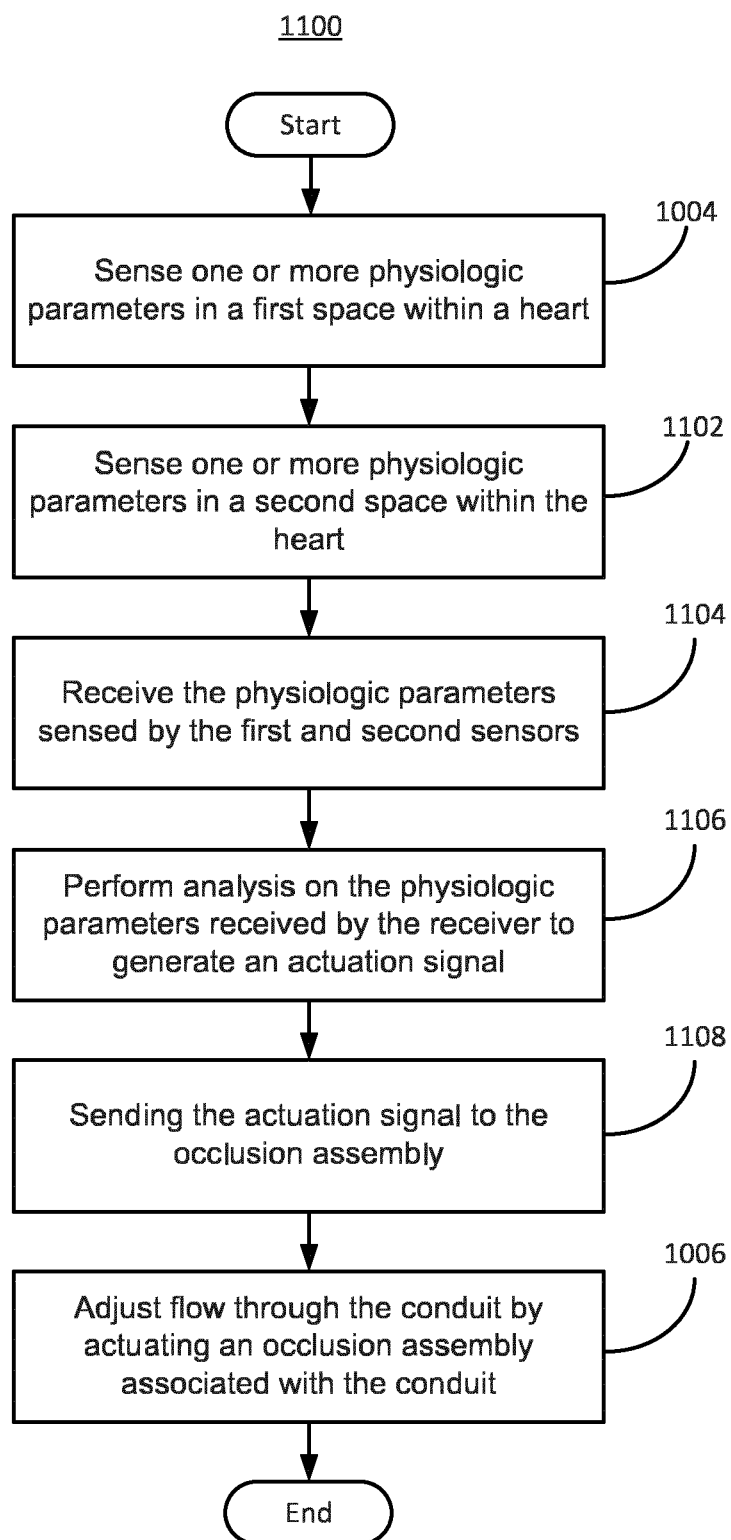 1100
Start
1004
Sense one or more physiologic
parameters in a first space within a heart
1102
Sense one or more physiologic
parameters in a second space within the
heart
1104
Receive the physiologic parameters
sensed by the first and second sensors
1106
Perform analysis on the physiologic
parameters received by the receiver to
generate an actuation signal
1108
Sending the actuation signal to the
occlusion assembly
1006
Adjust flow through the conduit by
actuating an occlusion assembly
associated with the conduit
End